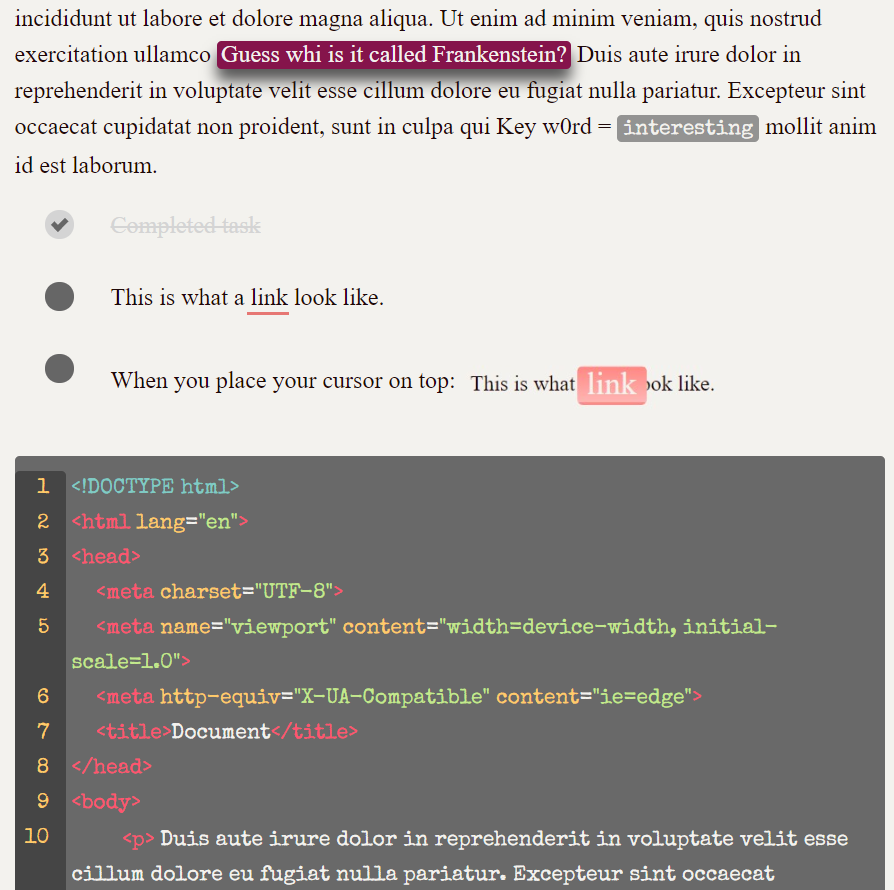 incididunt ut labore et dolore magna aliqua. Ut enim ad minim veniam, quis nostrud
exercitation ullamco Guess whi is it called Frankenstein? Duis aute irure dolor in
reprehenderit in voluptate velit esse cillum dolore eu fugiat nulla pariatur. Excepteur sint
occaecat cupidatat non proident, sunt in culpa qui Key w0rd = interesting mollit anim
id est laborum.
Completed task
This is what a link look like.
When you place your cursor on top: This is what link ook like.
1 <!DOCTYPE html>
2 <html lang="en">
3 <head>
4 <meta charset="UTF-8">
5 <meta name="viewport" content="width=device-width, initial-
scale=1.0">
6 <meta http-equiv="X-UA-Compatible" content="ie=edge">
7 <title>Document</title>
8 </head>
9 <body>
10 <p> Duis aute irure dolor in reprehenderit in voluptate velit esse
cillum dolore eu fugiat nulla pariatur. Excepteur sint occaecat